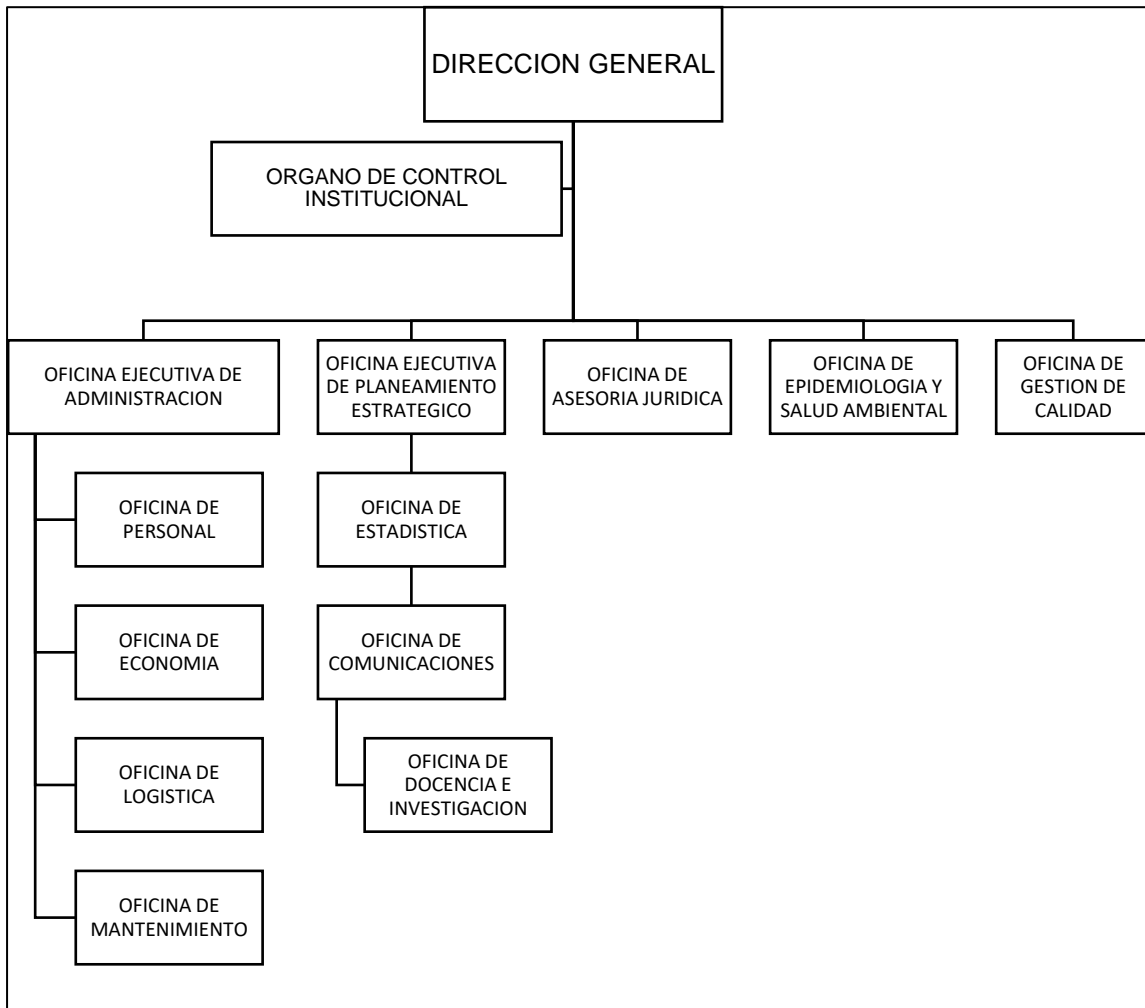 DIRECCION GENERAL
ORGANO DE CONTROL
INSTITUCIONAL
OFICINA EJECUTIVA DE
ADMINISTRACION
OFICINA EJECUTIVA
DE PLANEAMIENTO
ESTRATEGICO
OFICINA DE
ASESORIA JURIDICA
OFICINA DE
EPIDEMIOLOGIA Y
SALUD AMBIENTAL
OFICINA DE
GESTION DE
CALIDAD
OFICINA DE
PERSONAL
OFICINA DE
ESTADISTICA
OFICINA DE
ECONOMIA
OFICINA DE
COMUNICACIONES
OFICINA DE
LOGISTICA
OFICINA DE
DOCENCIA E
INVESTIGACION
OFICINA DE
MANTENIMIENTO